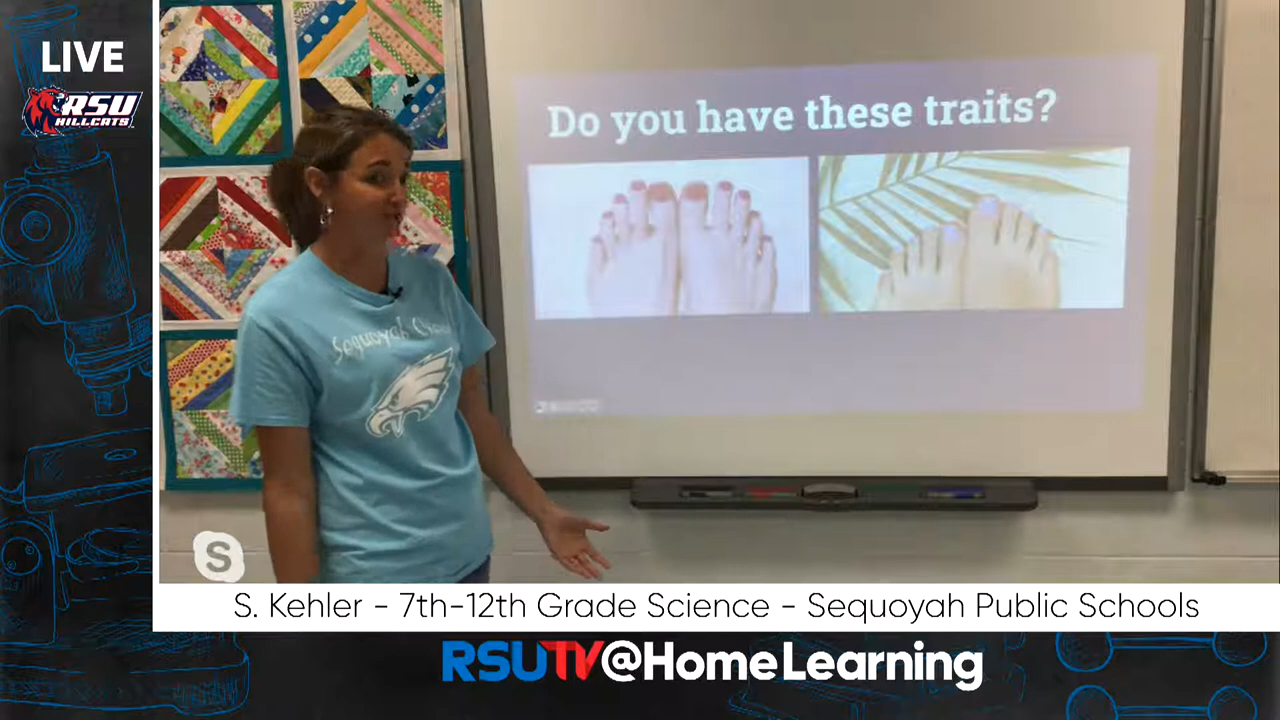 LIVE
RSU
HILLCATS
Do you have these traits?
Sequoyah
S
S. Kehler - 7th-12th Grade Science - Sequoyah Public Schools
RSUTV@HomeLearning